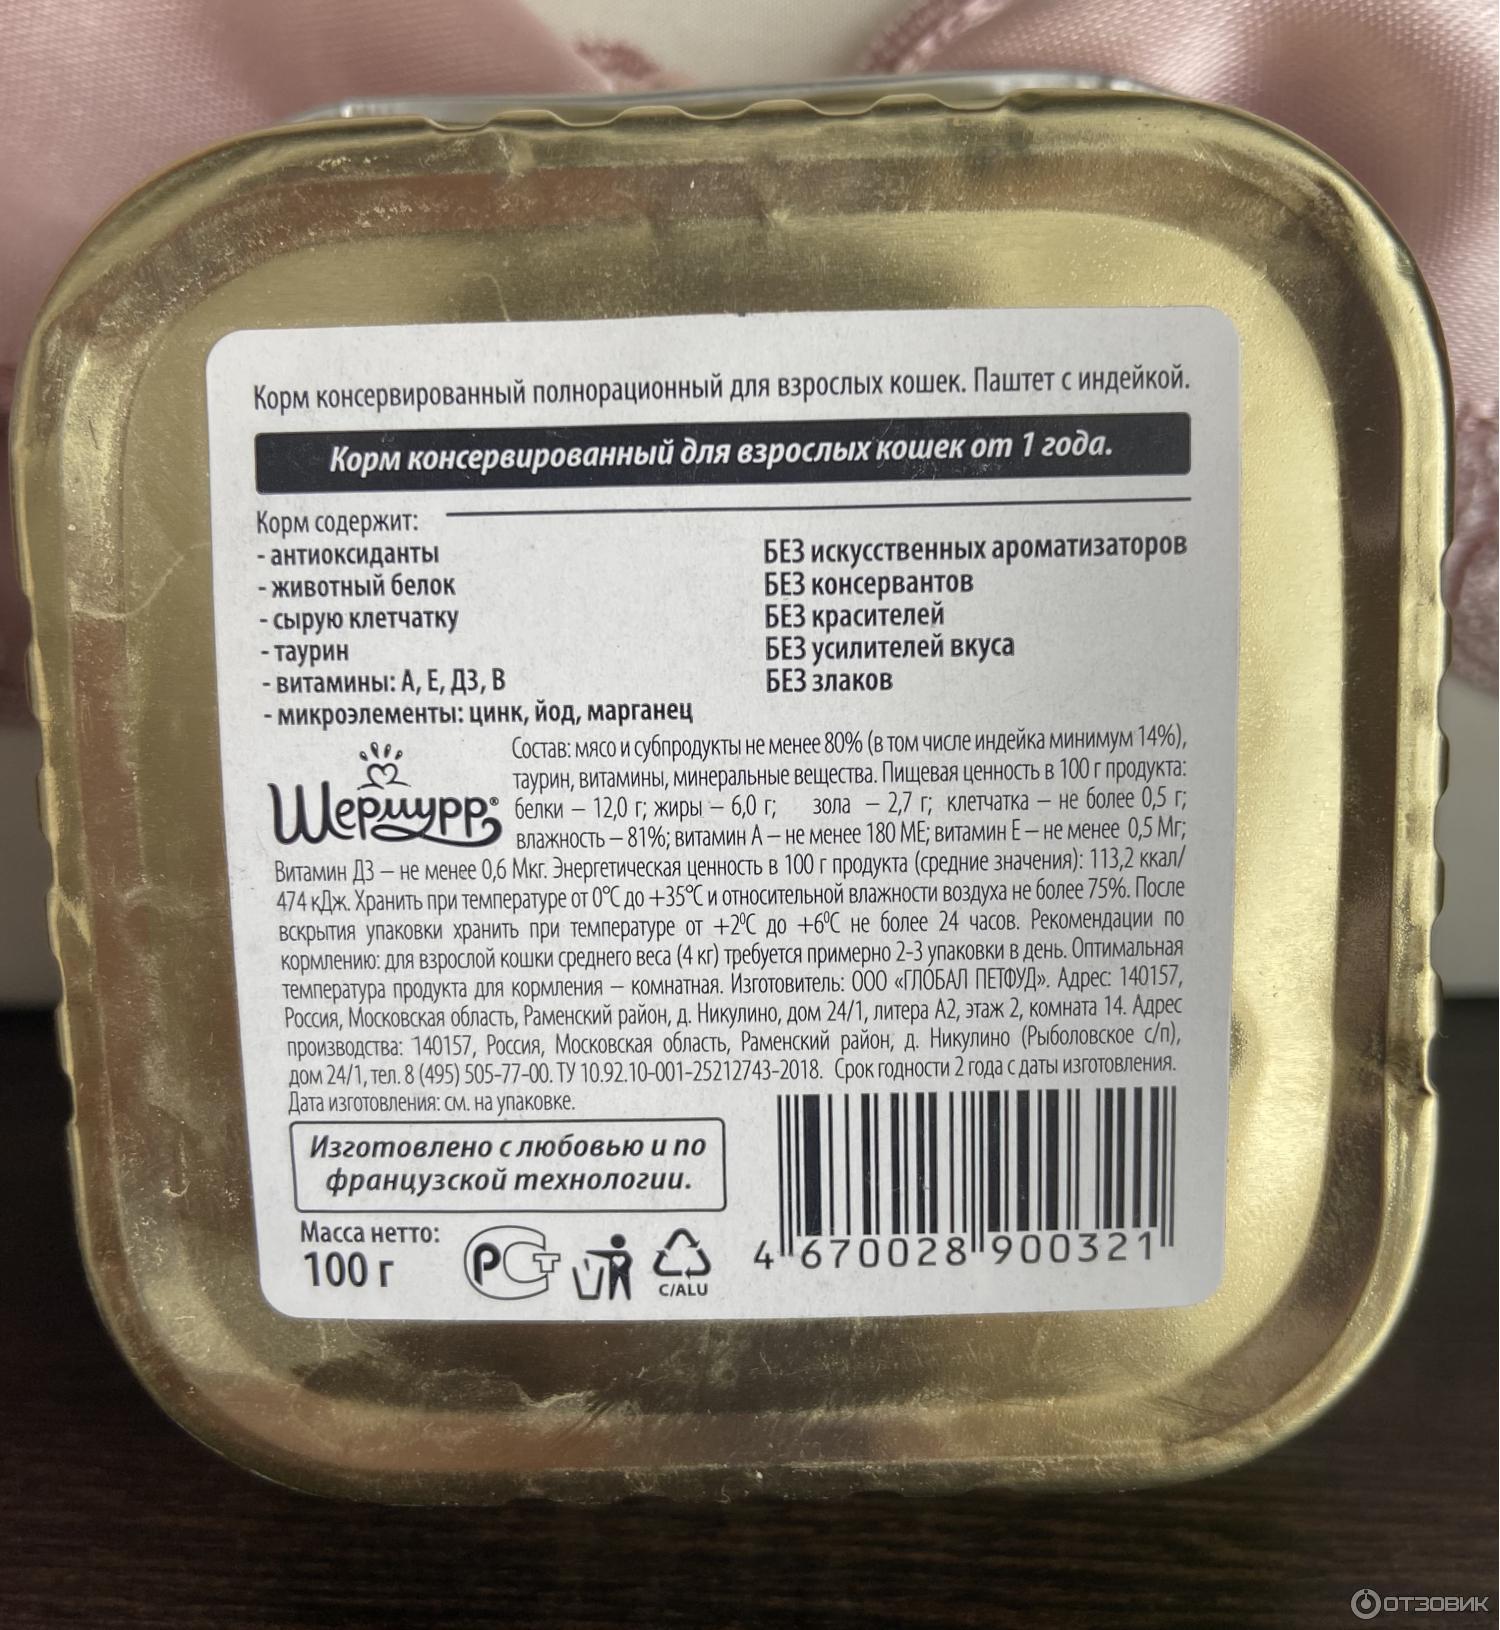 Корм консервированный полнорационный для взрослых кошек. Паштет с индейкой.
Корм консервированный для взрослых кошек от 1 года.
Корм содержит:
- антиоксиданты
- животный белок
- сырую клетчатку
- таурин
- витамины: А, Е, Д3, В
- микроэлементы: цинк, йод, марганец
БЕЗ искусственных ароматизаторов
БЕЗ консервантов
БЕЗ красителей
БЕЗ усилителей вкуса
БЕЗ злаков
Шермурр®
Состав: мясо и субпродукты не менее 80% (в том числе индейка минимум 14%),
таурин, витамины, минеральные вещества. Пищевая ценность в 100 г продукта:
белки – 12,0 г; жиры – 6,0 г; зола – 2,7 г; клетчатка – не более 0,5 г;
влажность – 81%; витамин А – не менее 180 МЕ; витамин Е – не менее 0,5 Мг;
Витамин Д3 – не менее 0,6 Мкг. Энергетическая ценность в 100 г продукта (средние значения): 113,2 ккал/
474 кДж. Хранить при температуре от 0°С до +35°С и относительной влажности воздуха не более 75%. После
вскрытия упаковки хранить при температуре от +2°С до +6°С не более 24 часов. Рекомендации по
кормлению: для взрослой кошки среднего веса (4 кг) требуется примерно 2-3 упаковки в день. Оптимальная
температура продукта для кормления – комнатная. Изготовитель: ООО «ГЛОБАЛ ПЕТФУД». Адрес: 140157,
Россия, Московская область, Раменский район, д. Никулино, дом 24/1, литера А2, этаж 2, комната 14. Адрес
производства: 140157, Россия, Московская область, Раменский район, д. Никулино (Рыболовское с/п),
дом 24/1, тел. 8 (495) 505-77-00. ТУ 10.92.10-001-25212743-2018. Срок годности 2 года с даты изготовления.
Дата изготовления: см. на упаковке.
Изготовлено с любовью и по
французской технологии.
Масса нетто:
100 г
РСТ
C/ALU
4 670028 900321
ОТЗОВИК